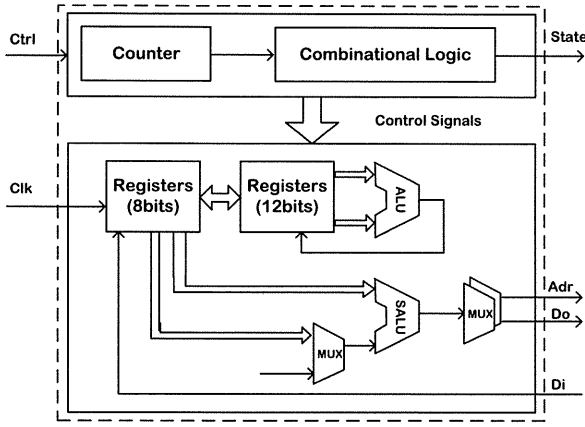 Ctrl
Counter
Combinational Logic
State
Control Signals
Clk
Registers
(8bits)
Registers
(12bits)
ALU
SALU
MUX
MUX
Adr
Do
Di